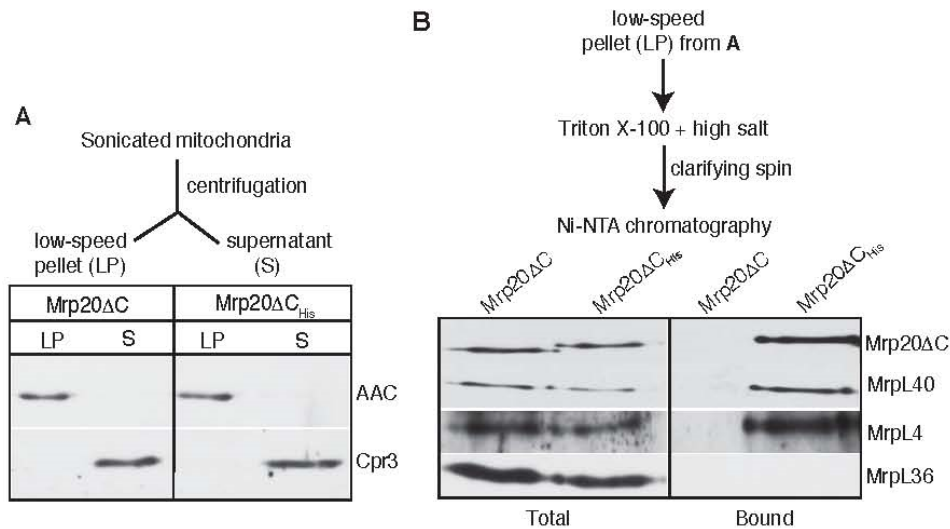 A
Sonicated mitochondria
centrifugation
low-speed
pellet (LP)
supernatant
(S)
Mrp20ΔC
Mrp20ΔCHis
LP
S
LP
S
AAC
Cpr3
B
low-speed
pellet (LP) from A
Triton X-100 + high salt
clarifying spin
Ni-NTA chromatography
Mrp20ΔC
Mrp20ΔCHis
Mrp20ΔC
Mrp20ΔCHis
Mrp20ΔC
MrpL40
MrpL4
MrpL36
Total
Bound